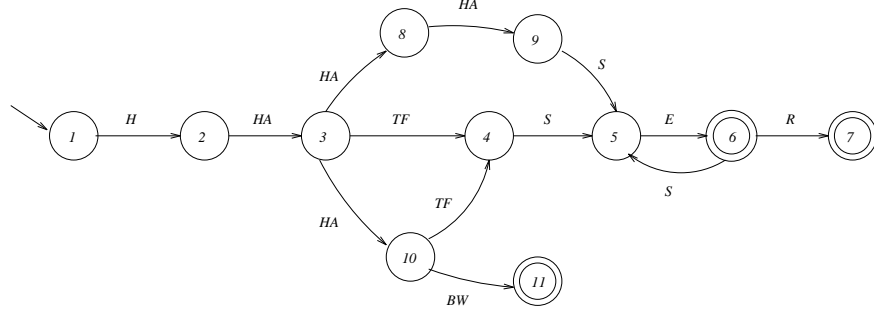 HA
8 9
HA S
H HA TF S E R
1 2 3 4 5 6 7
S
HA TF
10 11
BW